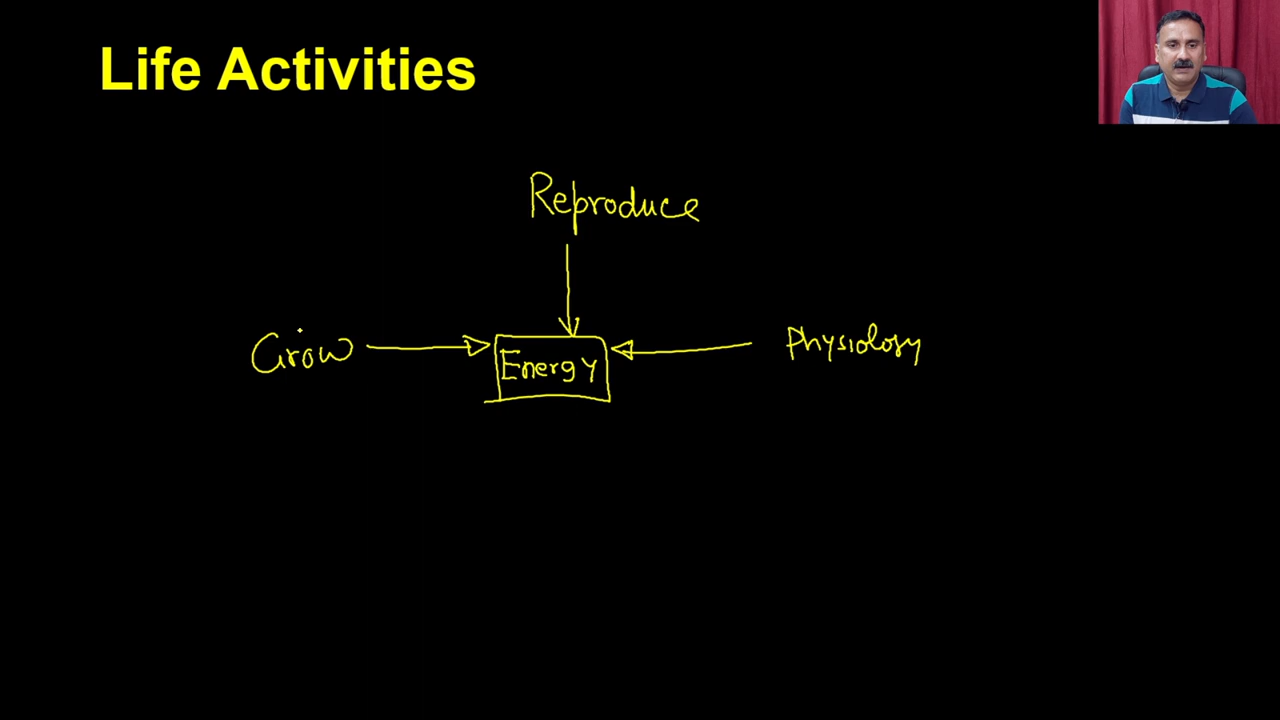 Life Activities
Reproduce
Grow
Energy
Physiology